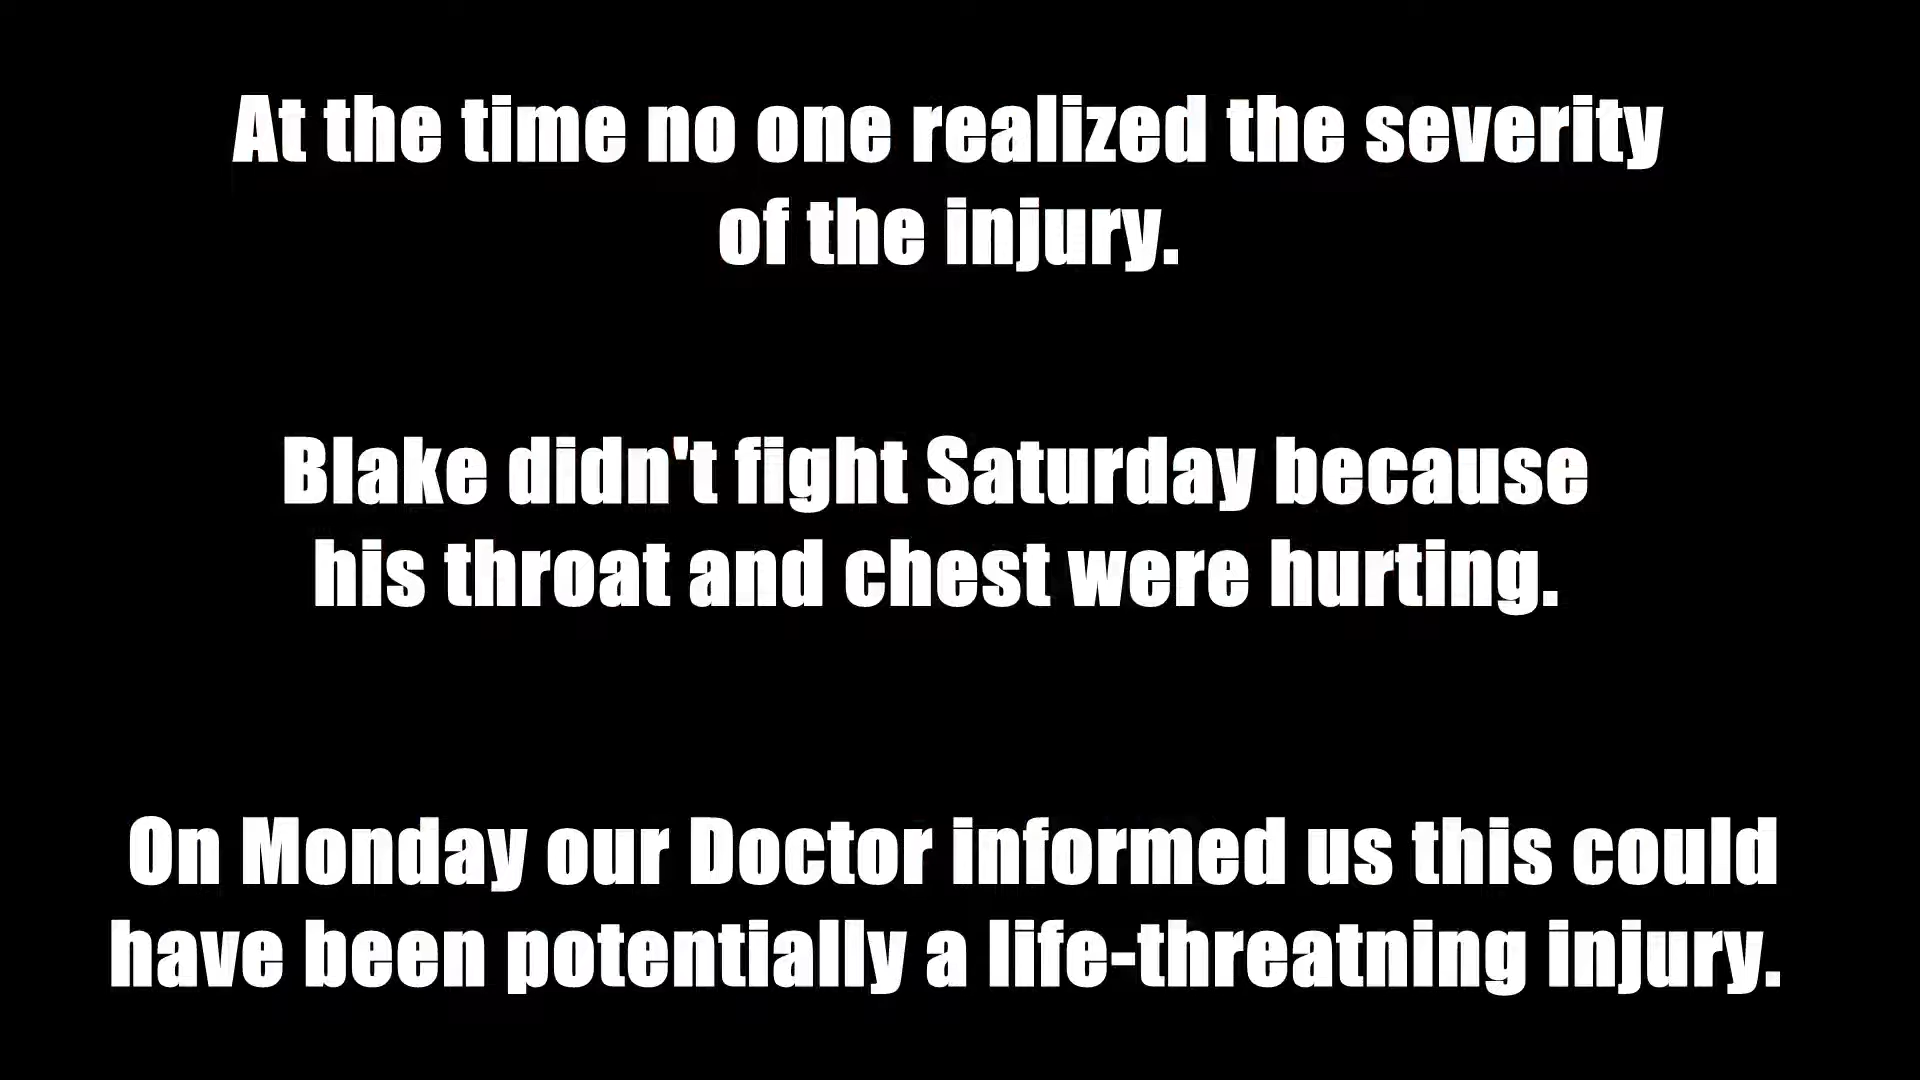 At the time no one realized the severity
of the injury.
Blake didn't fight Saturday because
his throat and chest were hurting.
On Monday our Doctor informed us this could
have been potentially a life-threatning injury.